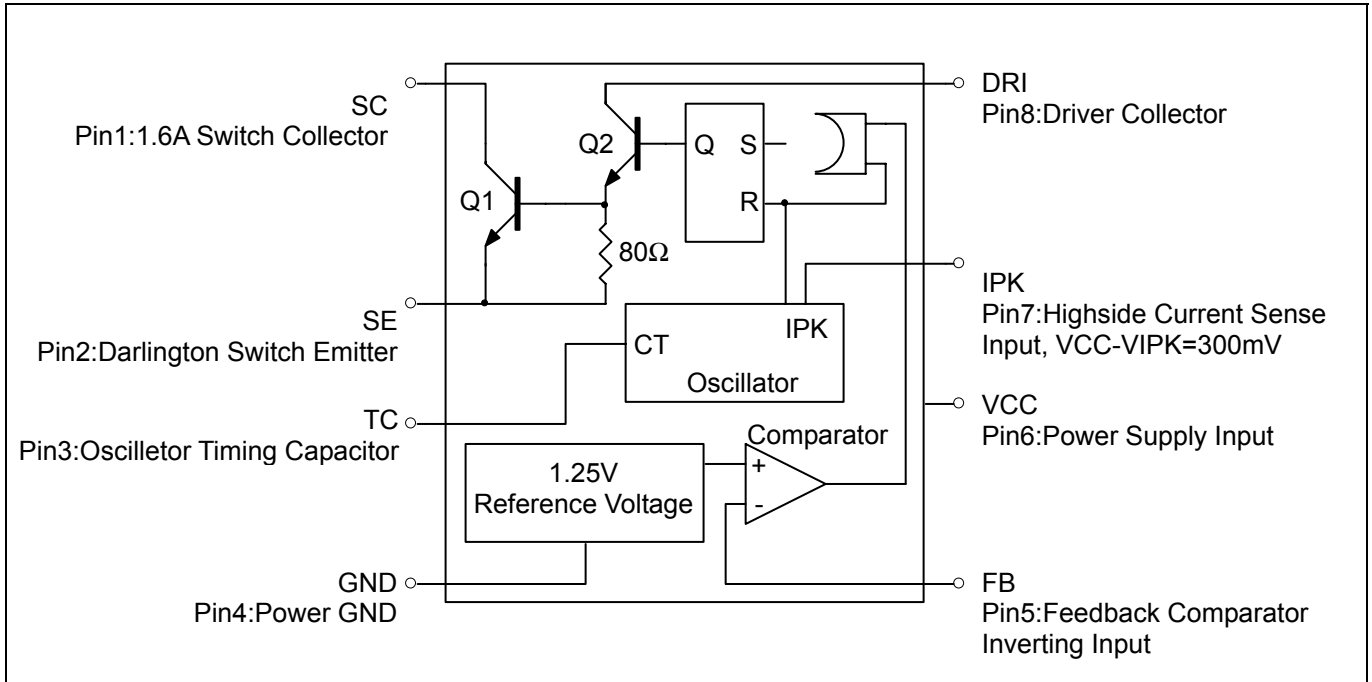 SC
Pin1:1.6A Switch Collector
SE
Pin2:Darlington Switch Emitter
TC
Pin3:Oscilletor Timing Capacitor
GND
Pin4:Power GND
Q1
Q2
80Ω
Q
S
R
CT
IPK
Oscillator
1.25V
Reference Voltage
Comparator
+
-
DRI
Pin8:Driver Collector
IPK
Pin7:Highside Current Sense
Input, VCC-VIPK=300mV
VCC
Pin6:Power Supply Input
FB
Pin5:Feedback Comparator
Inverting Input